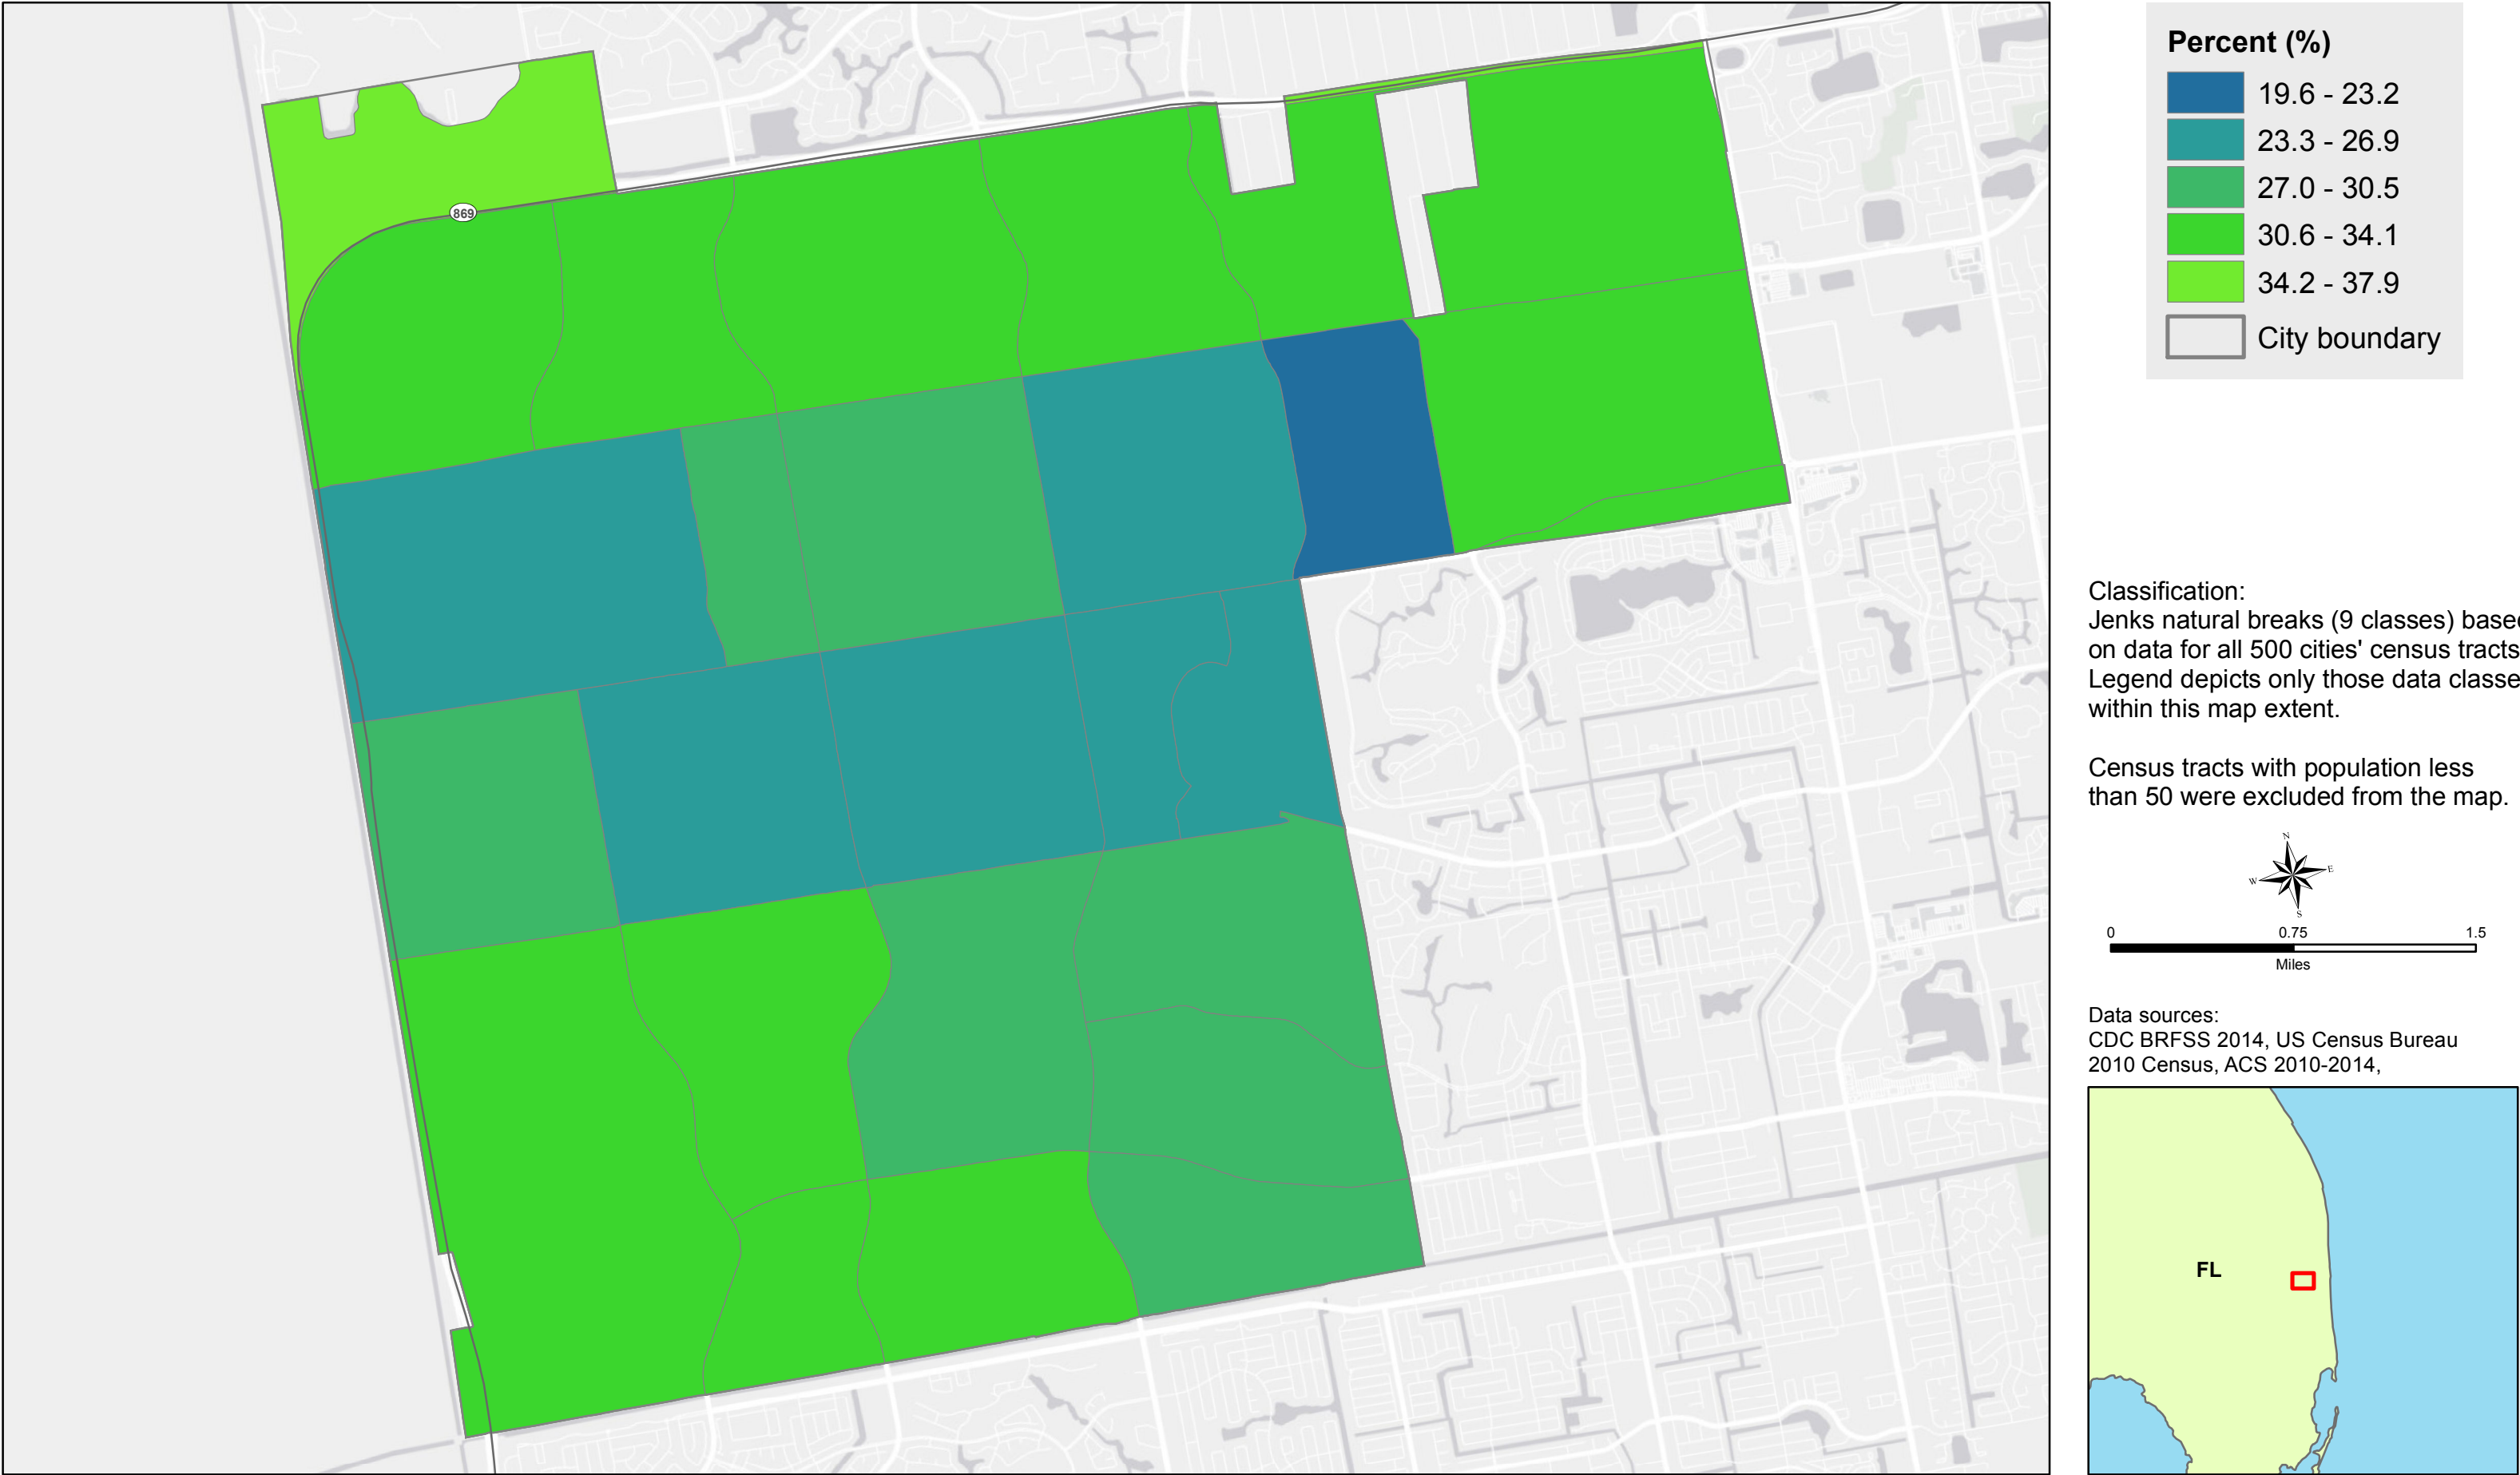 Percent (%)
19.6 - 23.2
23.3 - 26.9
27.0 - 30.5
30.6 - 34.1
34.2 - 37.9
City boundary
869
Classification:
Jenks natural breaks (9 classes) base
on data for all 500 cities' census tracts
Legend depicts only those data classe
within this map extent.
Census tracts with population less
than 50 were excluded from the map.
N
W E
S
0 0.75 1.5
Miles
Data sources:
CDC BRFSS 2014, US Census Bureau
2010 Census, ACS 2010-2014,
FL